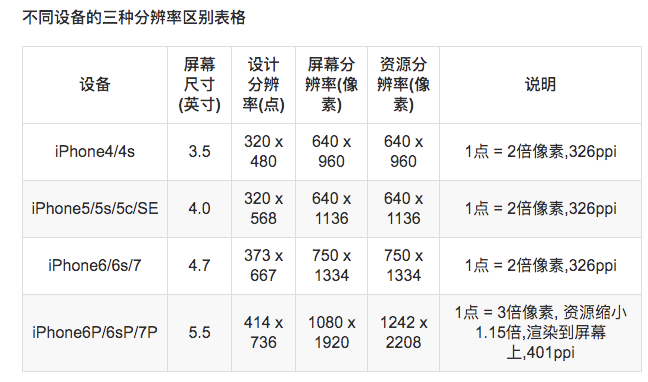 不同设备的三种分辨率区别表格
设备 屏幕尺寸(英寸) 设计分辨率(点) 屏幕分辨率(像素) 资源分辨率(像素) 说明
iPhone4/4s 3.5 320 x 480 640 x 960 640 x 960 1点 = 2倍像素,326ppi
iPhone5/5s/5c/SE 4.0 320 x 568 640 x 1136 640 x 1136 1点 = 2倍像素,326ppi
iPhone6/6s/7 4.7 373 x 667 750 x 1334 750 x 1334 1点 = 2倍像素,326ppi
iPhone6P/6sP/7P 5.5 414 x 736 1080 x 1920 1242 x 2208 1点 = 3倍像素, 资源缩小1.15倍,渲染到屏幕上,401ppi